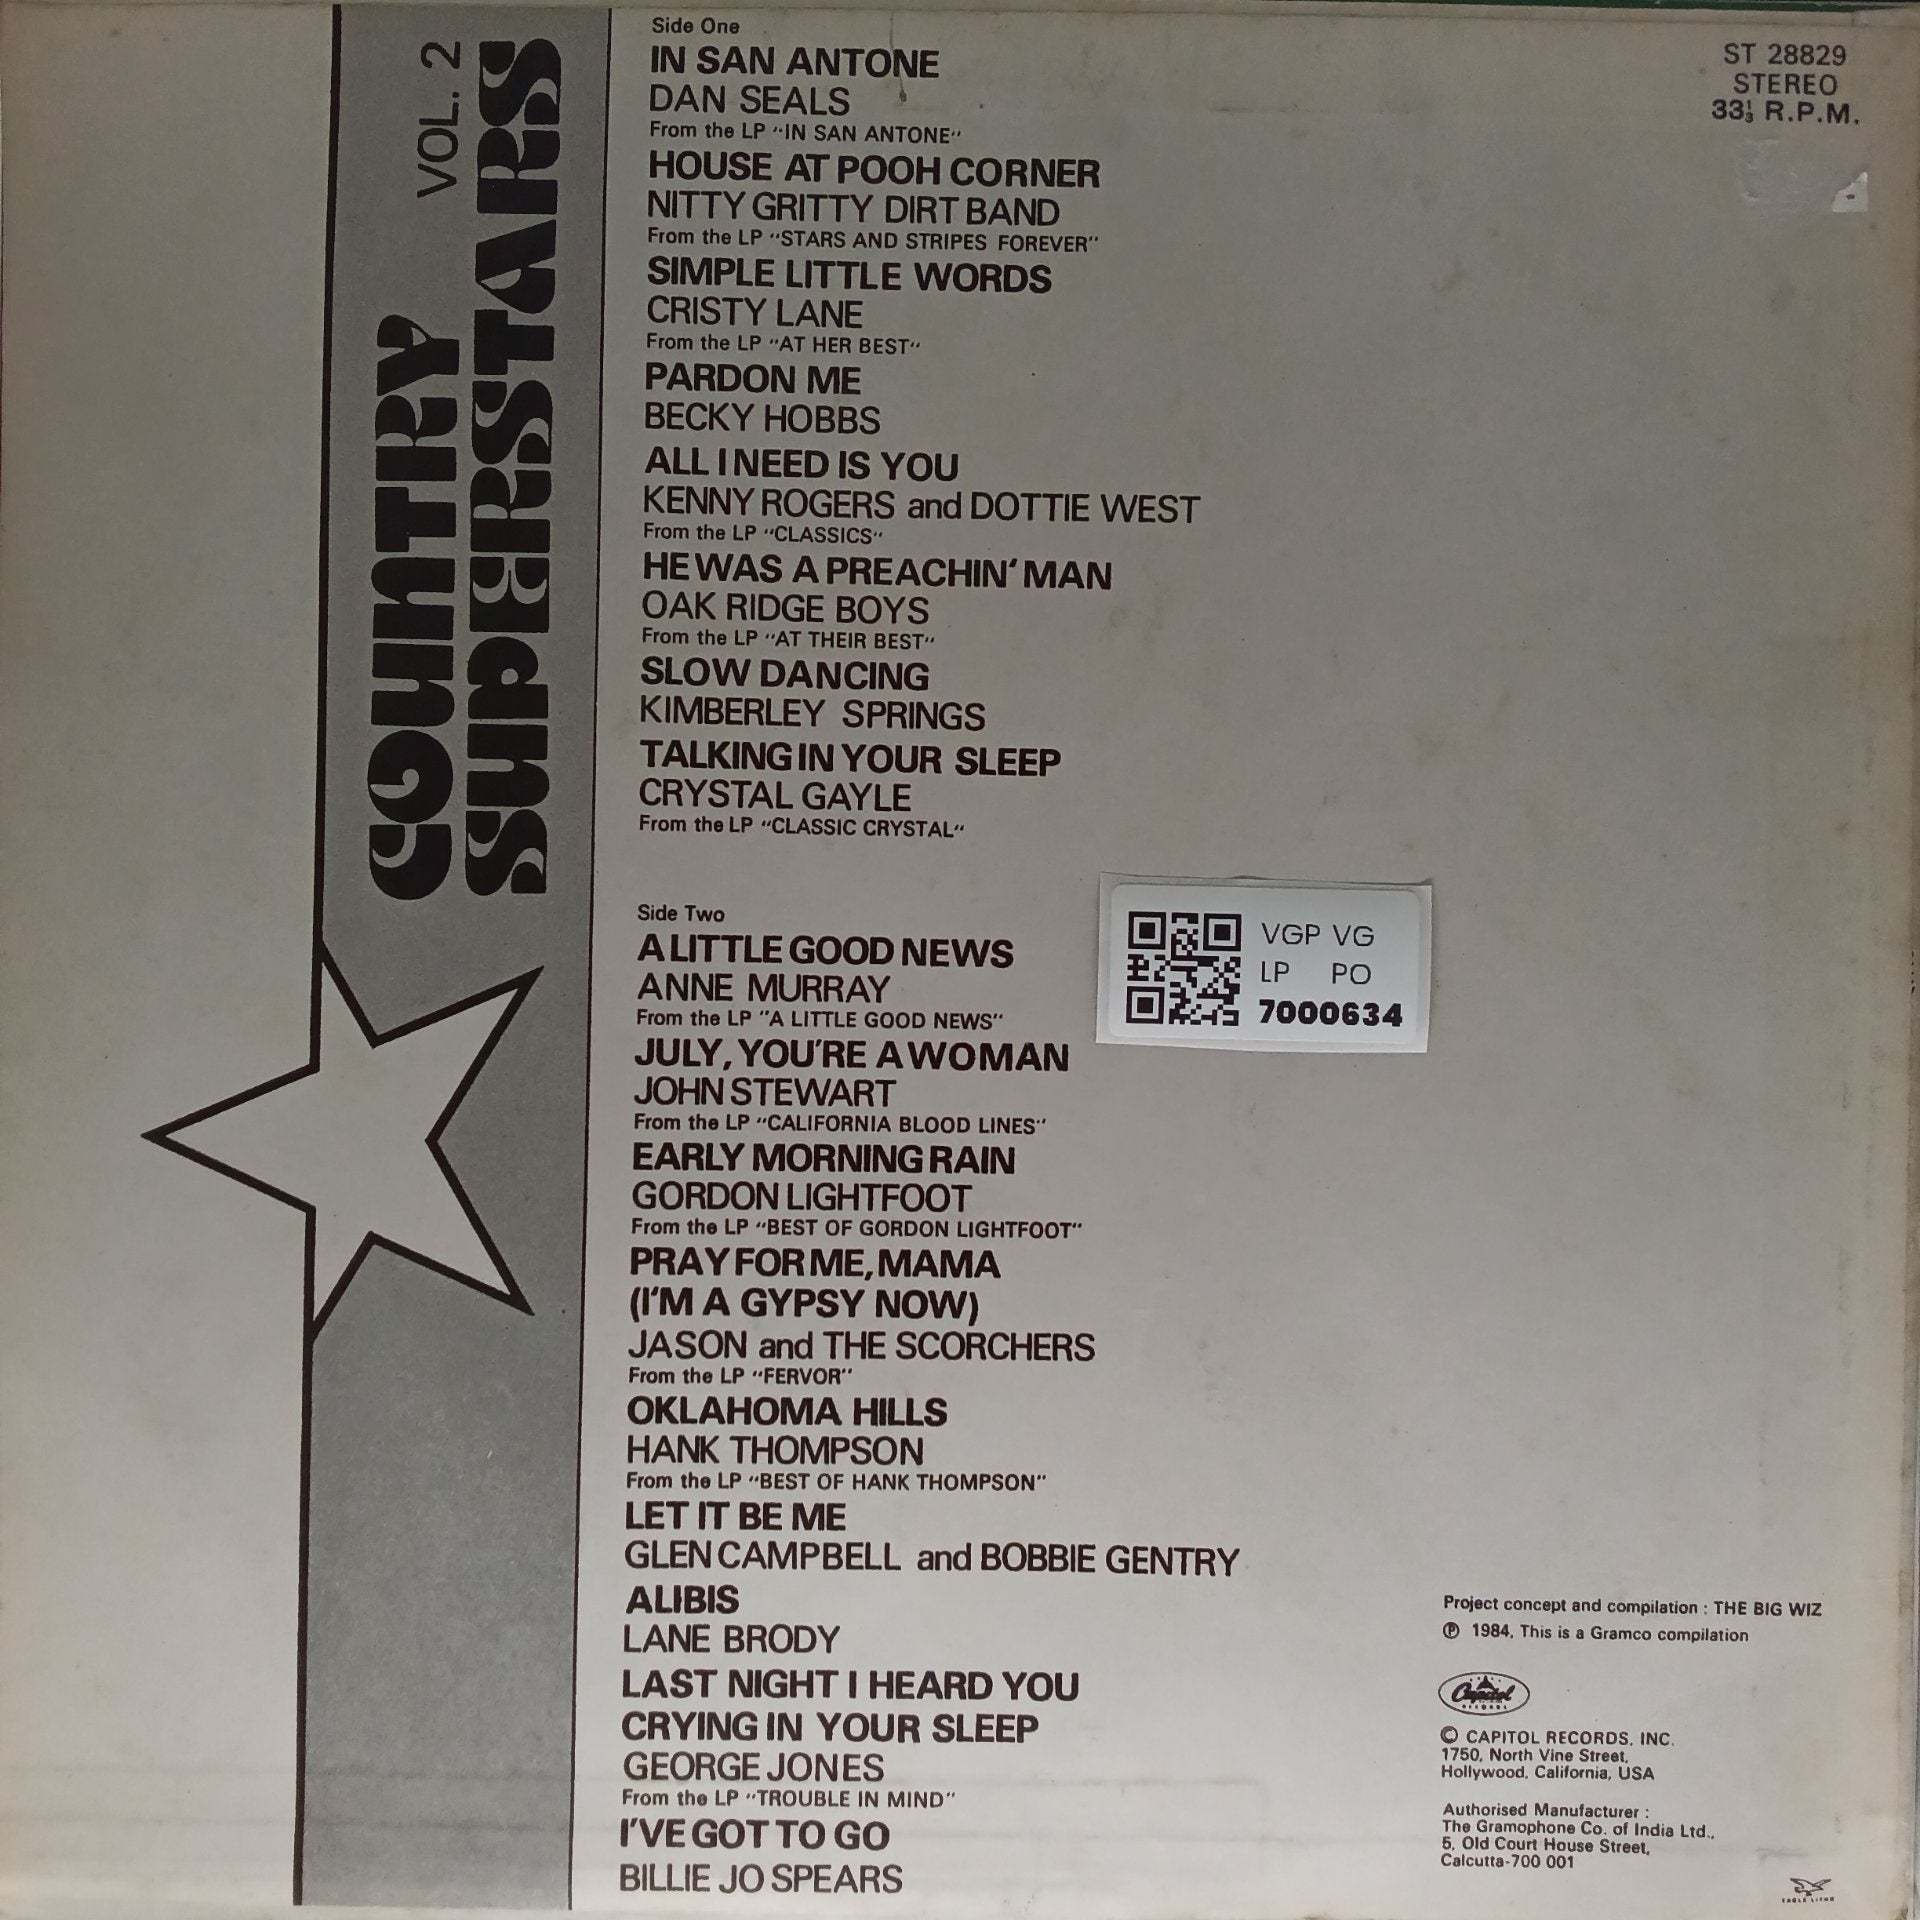 COUNTRY
SUPERSTARS
VOL. 2
Side One
IN SAN ANTONE
DAN SEALS
From the LP "IN SAN ANTONE"
HOUSE AT POOH CORNER
NITTY GRITTY DIRT BAND
From the LP "STARS AND STRIPES FOREVER"
SIMPLE LITTLE WORDS
CRISTY LANE
From the LP "AT HER BEST"
PARDON ME
BECKY HOBBS
ALL I NEED IS YOU
KENNY ROGERS and DOTTIE WEST
From the LP "CLASSICS"
HE WAS A PREACHIN' MAN
OAK RIDGE BOYS
From the LP "AT THEIR BEST"
SLOW DANCING
KIMBERLEY SPRINGS
TALKING IN YOUR SLEEP
CRYSTAL GAYLE
From the LP "CLASSIC CRYSTAL"
Side Two
A LITTLE GOOD NEWS
ANNE MURRAY
From the LP "A LITTLE GOOD NEWS"
JULY, YOU'RE A WOMAN
JOHN STEWART
From the LP "CALIFORNIA BLOOD LINES"
EARLY MORNING RAIN
GORDON LIGHTFOOT
From the LP "BEST OF GORDON LIGHTFOOT"
PRAY FOR ME, MAMA
(I'M A GYPSY NOW)
JASON and THE SCORCHERS
From the LP "FERVOR"
OKLAHOMA HILLS
HANK THOMPSON
From the LP "BEST OF HANK THOMPSON"
LET IT BE ME
GLEN CAMPBELL and BOBBIE GENTRY
ALIBIS
LANE BRODY
LAST NIGHT I HEARD YOU
CRYING IN YOUR SLEEP
GEORGE JONES
From the LP "TROUBLE IN MIND"
I'VE GOT TO GO
BILLIE JO SPEARS
ST 28829
STEREO
33⅓ R.P.M.
VGP VG
LP PO
7000634
Project concept and compilation : THE BIG WIZ
℗ 1984, This is a Gramco compilation
Capitol
RECORDS
© CAPITOL RECORDS, INC.
1750, North Vine Street,
Hollywood, California, USA
Authorised Manufacturer :
The Gramophone Co. of India Ltd.,
5, Old Court House Street,
Calcutta-700 001
EAGLE LITHO